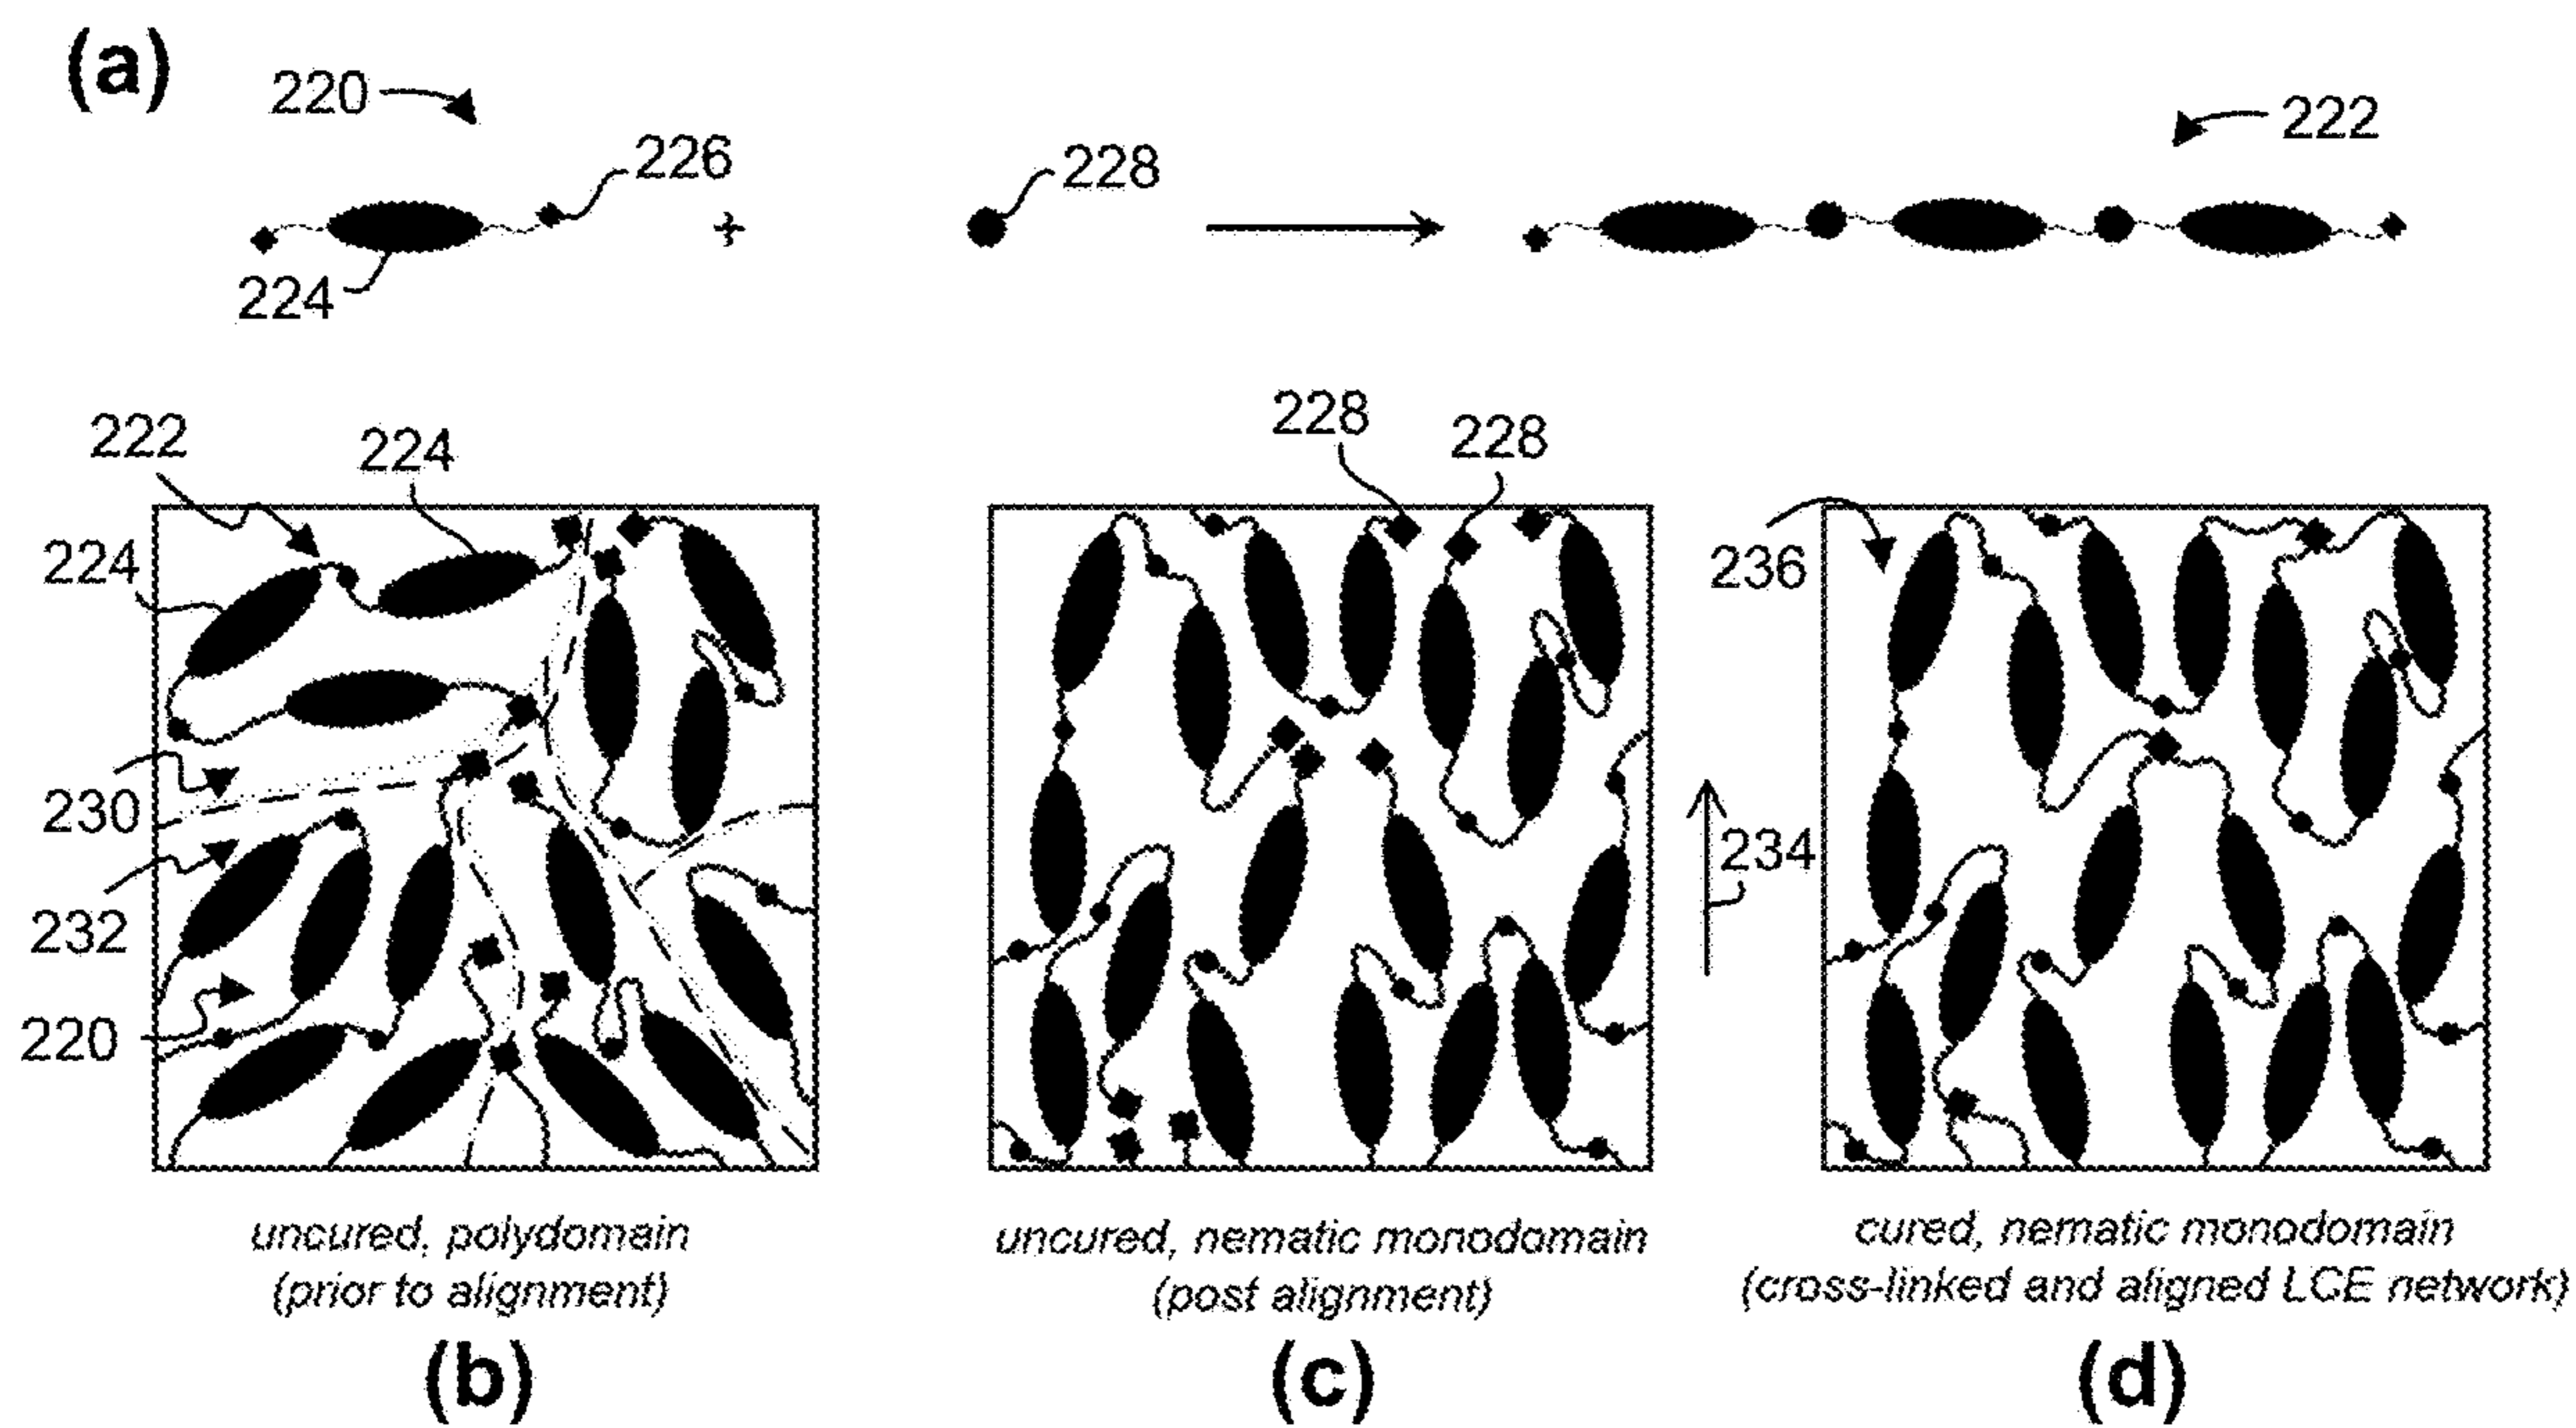 (a)
220
226
228
222
224
+
222
224
228
228
224
236
230
234
232
220
uncured, polydomain
(prior to alignment)
uncured, nematic monodomain
(post alignment)
cured, nematic monodomain
(cross-linked and aligned LCE network)
(b)
(c)
(d)